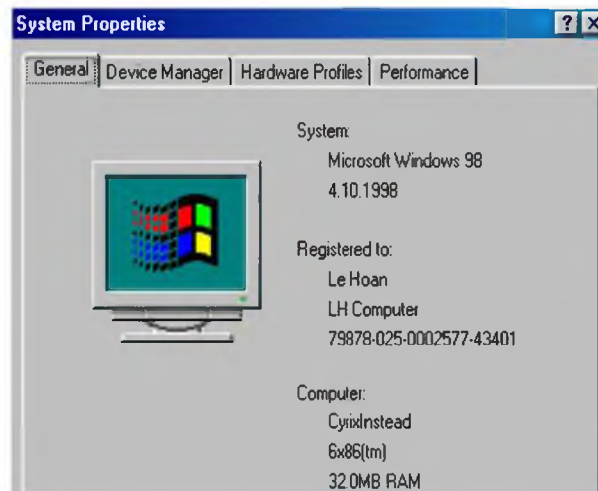 System Properties
General Device Manager Hardware Profiles Performance
System:
Microsoft Windows 98
4.10.1998
Registered to:
Le Hoan
LH Computer
79878-025-0002577-43401
Computer:
CyrixInstead
6x86(tm)
32.0MB RAM